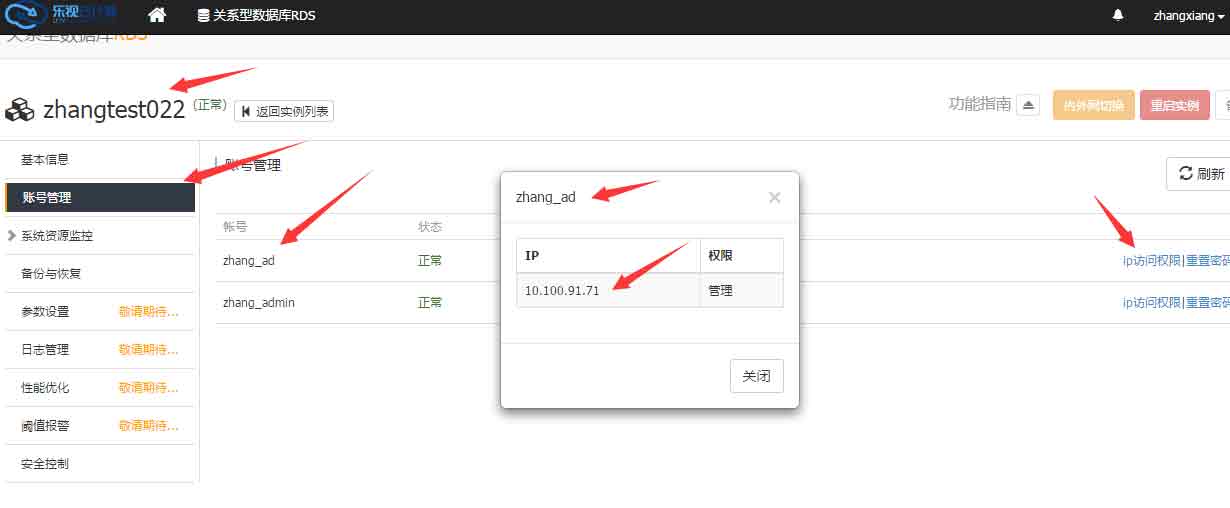 关系型数据库RDS
zhangxiang
关系型数据库RDS
zhangtest022 (正常) 返回实例列表
功能指南 内外网切换 重启实例
基本信息
账号管理
系统资源监控
备份与恢复
参数设置 敬请期待...
日志管理 敬请期待...
性能优化 敬请期待...
阈值报警 敬请期待...
安全控制
账号管理
刷新
帐号 状态
zhang_ad 正常 ip访问权限|重置密码
zhang_admin 正常 ip访问权限|重置密码
zhang_ad ×
IP 权限
10.100.91.71 管理
关闭